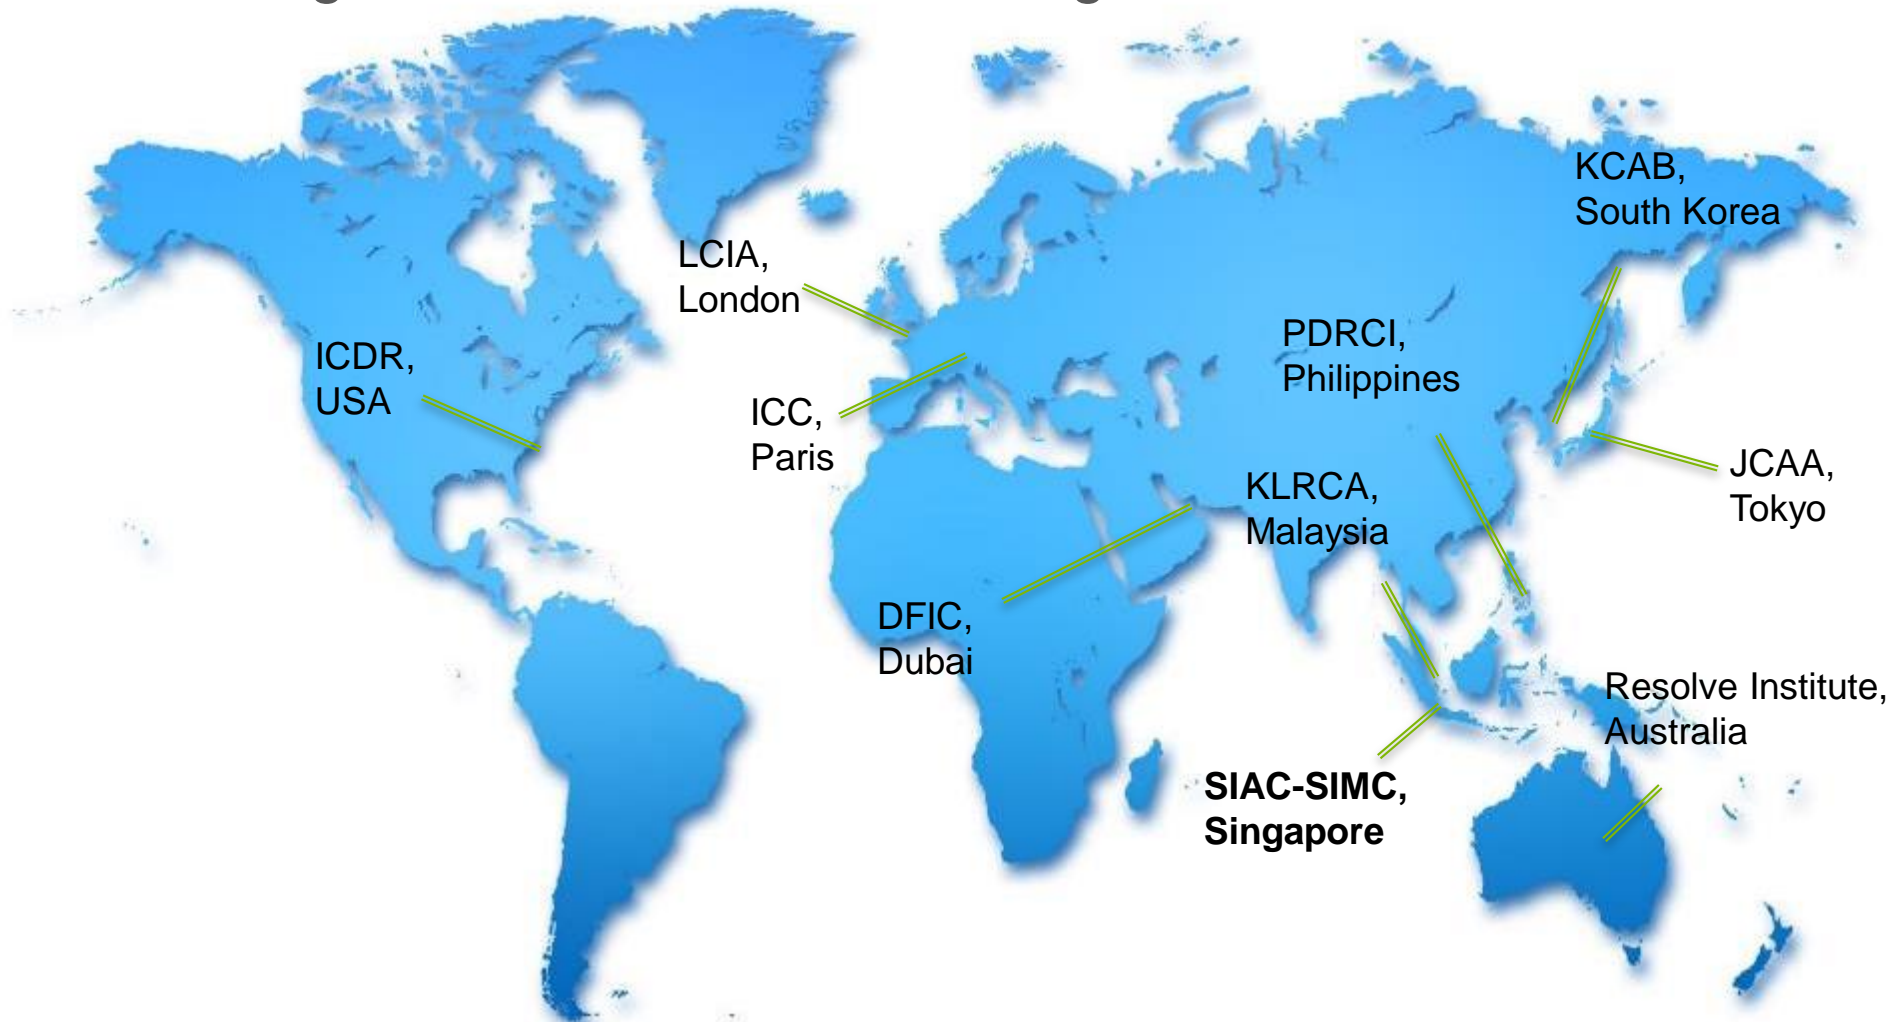 KCAB,
South Korea
LCIA,
London
PDRCI,
Philippines
ICDR,
USA
ICC,
Paris
JCAA,
Tokyo
KLRCA,
Malaysia
DFIC,
Dubai
Resolve Institute,
Australia
SIAC-SIMC,
Singapore